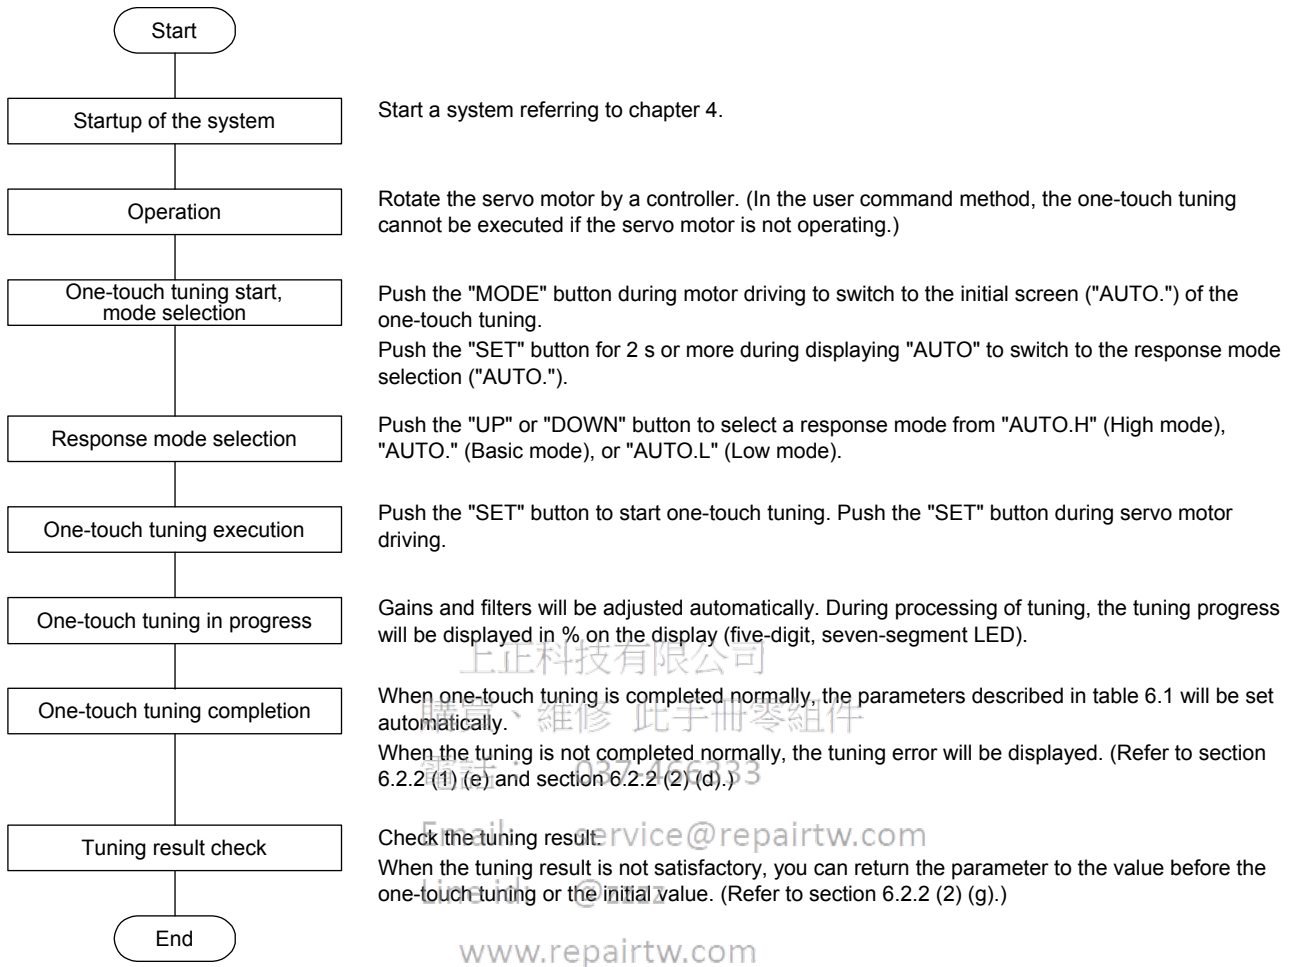 Start
Startup of the system
Start a system referring to chapter 4.
Operation
Rotate the servo motor by a controller. (In the user command method, the one-touch tuning
cannot be executed if the servo motor is not operating.)
One-touch tuning start,
mode selection
Push the "MODE" button during motor driving to switch to the initial screen ("AUTO.") of the
one-touch tuning.
Push the "SET" button for 2 s or more during displaying "AUTO" to switch to the response mode
selection ("AUTO.").
Response mode selection
Push the "UP" or "DOWN" button to select a response mode from "AUTO.H" (High mode),
"AUTO." (Basic mode), or "AUTO.L" (Low mode).
One-touch tuning execution
Push the "SET" button to start one-touch tuning. Push the "SET" button during servo motor
driving.
One-touch tuning in progress
Gains and filters will be adjusted automatically. During processing of tuning, the tuning progress
will be displayed in % on the display (five-digit, seven-segment LED).
上正科技有限公司
One-touch tuning completion
When one-touch tuning is completed normally, the parameters described in table 6.1 will be set
automatically.
購買、維修 此手冊零組件
When the tuning is not completed normally, the tuning error will be displayed. (Refer to section
6.2.2 (1) (e) and section 6.2.2 (2) (d).)
電話: 037-466333
Tuning result check
Check the tuning result.
Email: service@repairtw.com
When the tuning result is not satisfactory, you can return the parameter to the value before the
one-touch tuning or the initial value. (Refer to section 6.2.2 (2) (g).)
Line id: @zzzz
End
www.repairtw.com